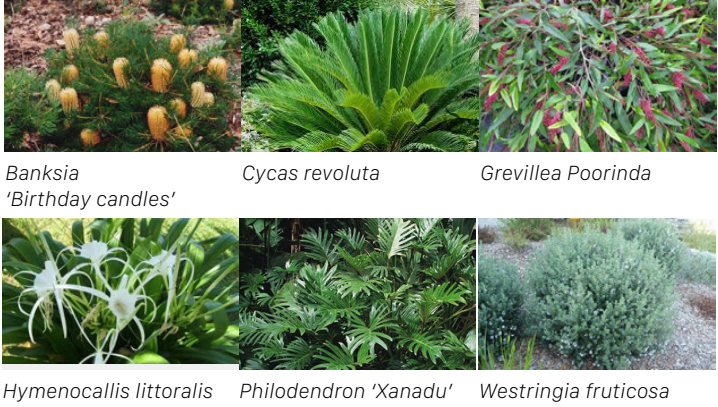 Banksia
‘Birthday candles’
Cycas revoluta
Grevillea Poorinda
Hymenocallis littoralis
Philodendron ‘Xanadu’
Westringia fruticosa